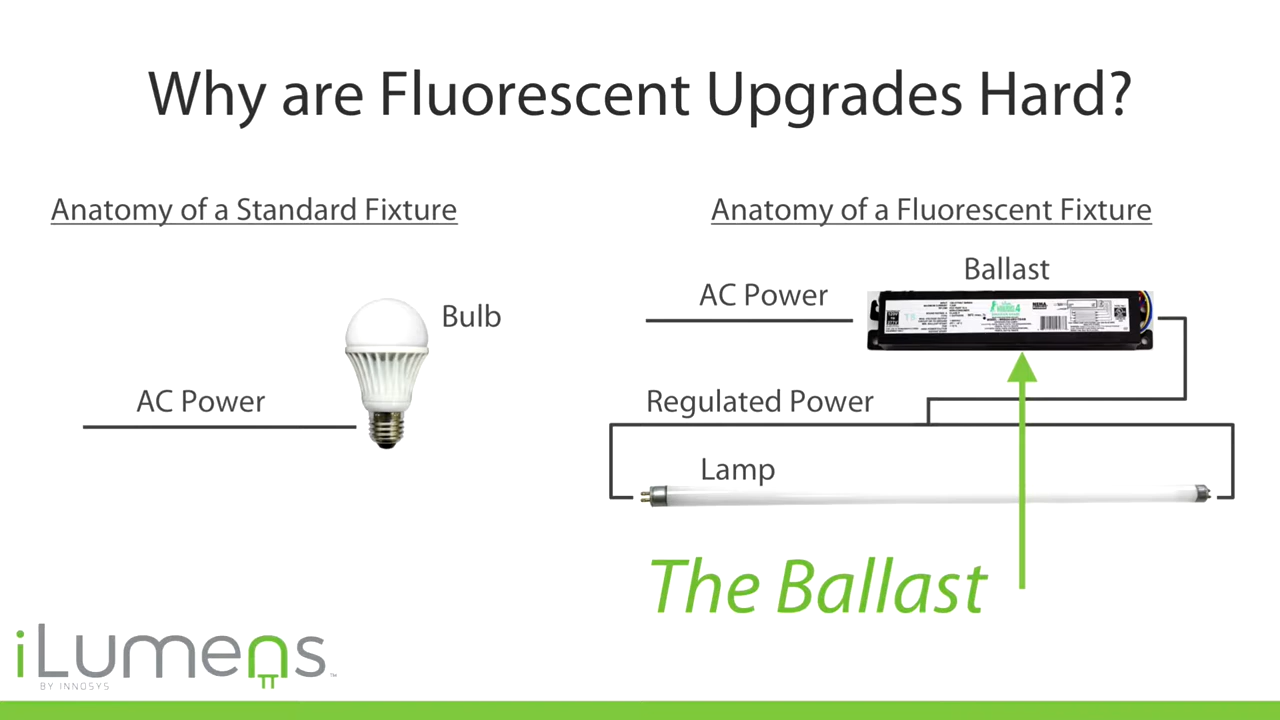 Why are Fluorescent Upgrades Hard?
Anatomy of a Standard Fixture
Bulb
AC Power
Anatomy of a Fluorescent Fixture
Ballast
AC Power
Regulated Power
Lamp
The Ballast
iLumens™
BY INNOSYS